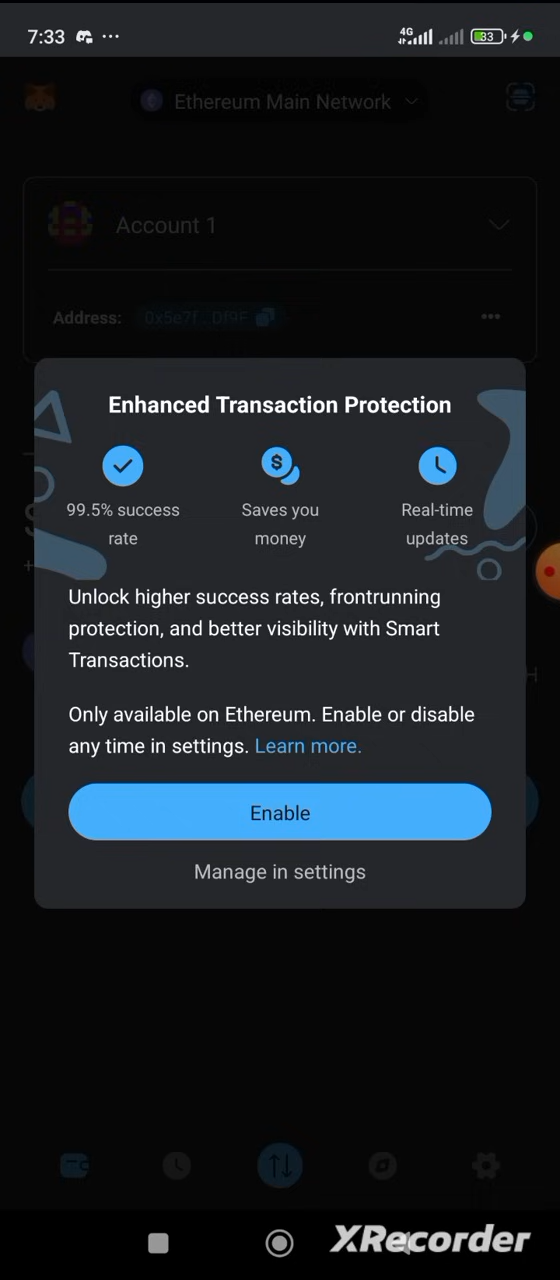 7:33
4G
33
Ethereum Main Network
Account 1
Address: 0x5e7f...Df9F
Enhanced Transaction Protection
99.5% success rate
Saves you money
Real-time updates
Unlock higher success rates, frontrunning
protection, and better visibility with Smart
Transactions.
Only available on Ethereum. Enable or disable
any time in settings. Learn more.
Enable
Manage in settings
XRecorder